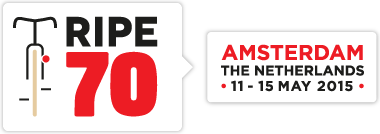 RIPE
70
AMSTERDAM
THE NETHERLANDS
• 11 - 15 MAY 2015 •